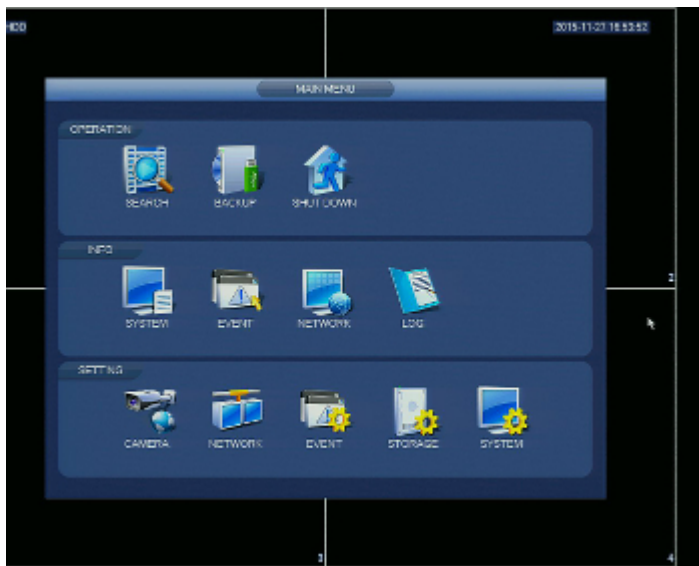 HDD
2015-11-27 16:53:52
MAIN MENU
OPERATION
SEARCH
BACKUP
SHUTDOWN
INFO
SYSTEM
EVENT
NETWORK
LOG
2
SETTING
CAMERA
NETWORK
EVENT
STORAGE
SYSTEM
3
4